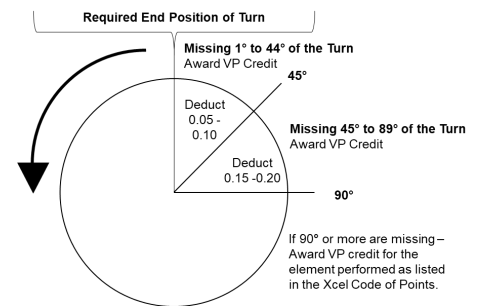 Required End Position of Turn
Missing 1° to 44° of the Turn
Award VP Credit
45°
Deduct
0.05 -
0.10
Missing 45° to 89° of the Turn
Award VP Credit
Deduct
0.15 -0.20
90°
If 90° or more are missing –
Award VP credit for the
element performed as listed
in the Xcel Code of Points.